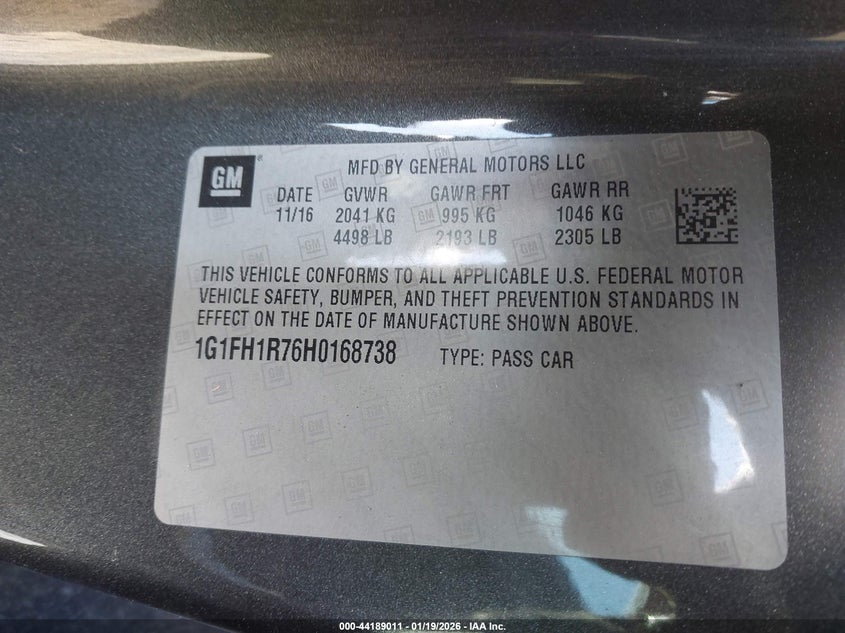 GM
MFD BY GENERAL MOTORS LLC
DATE GVWR GAWR FRT GAWR RR
11/16 2041 KG 995 KG 1046 KG
4498 LB 2193 LB 2305 LB
THIS VEHICLE CONFORMS TO ALL APPLICABLE U.S. FEDERAL MOTOR
VEHICLE SAFETY, BUMPER, AND THEFT PREVENTION STANDARDS IN
EFFECT ON THE DATE OF MANUFACTURE SHOWN ABOVE.
1G1FH1R76H0168738 TYPE: PASS CAR
000-44189011 - 01/19/2026 - IAA Inc.